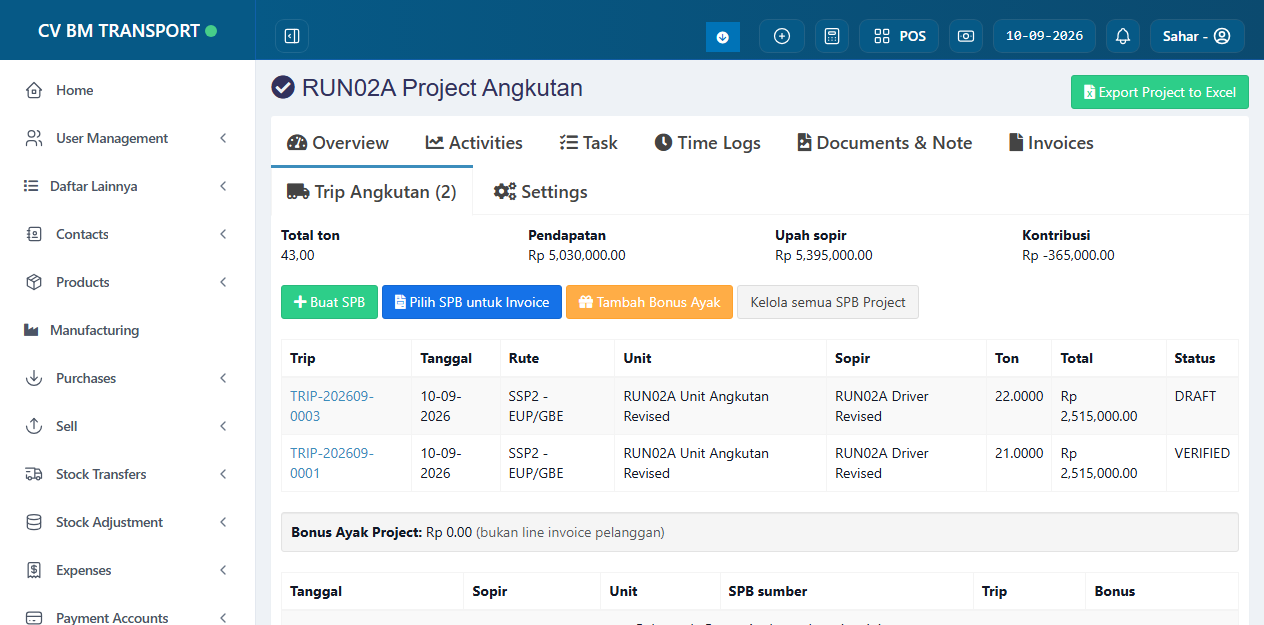 CV BM TRANSPORT
POS
10-09-2026
Sahar -
Home
User Management
Daftar Lainnya
Contacts
Products
Manufacturing
Purchases
Sell
Stock Transfers
Stock Adjustment
Expenses
Payment Accounts
RUN02A Project Angkutan
Export Project to Excel
Overview
Activities
Task
Time Logs
Documents & Note
Invoices
Trip Angkutan (2)
Settings
Total ton
43,00
Pendapatan
Rp 5,030,000.00
Upah sopir
Rp 5,395,000.00
Kontribusi
Rp -365,000.00
Buat SPB
Pilih SPB untuk Invoice
Tambah Bonus Ayak
Kelola semua SPB Project
Trip Tanggal Rute Unit Sopir Ton Total Status
TRIP-202609- 10-09- SSP2 - RUN02A Unit Angkutan RUN02A Driver 22.0000 Rp DRAFT
0003 2026 EUP/GBE Revised Revised 2,515,000.00
TRIP-202609- 10-09- SSP2 - RUN02A Unit Angkutan RUN02A Driver 21.0000 Rp VERIFIED
0001 2026 EUP/GBE Revised Revised 2,515,000.00
Bonus Ayak Project: Rp 0.00 (bukan line invoice pelanggan)
Tanggal Sopir Unit SPB sumber Trip Bonus